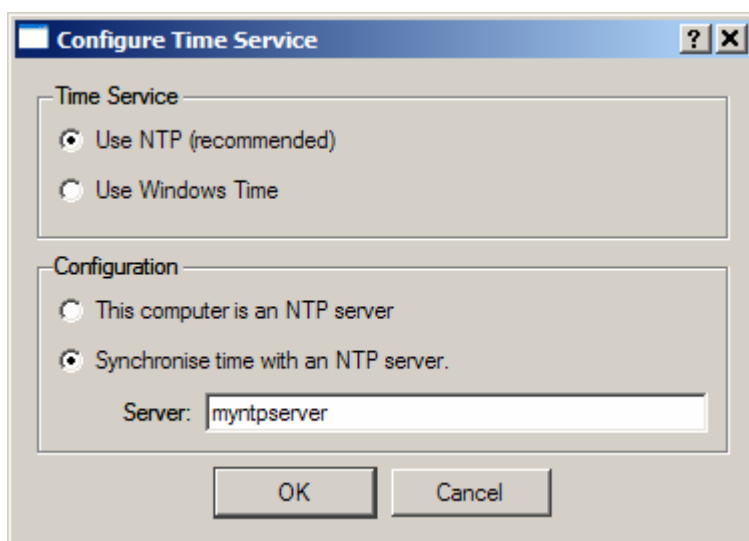 Configure Time Service
Time Service
Use NTP (recommended)
Use Windows Time
Configuration
This computer is an NTP server
Synchronise time with an NTP server.
Server: myntpserver
OK Cancel